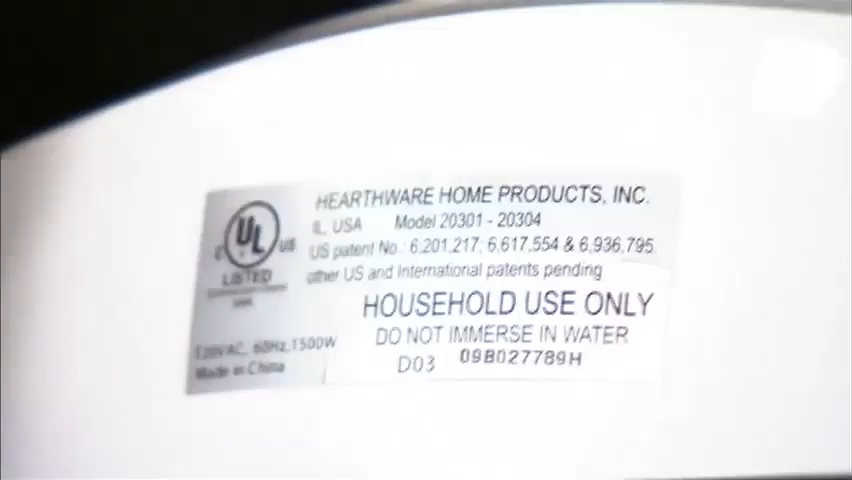 HEARTHWARE HOME PRODUCTS, INC.
IL, USA Model 20301 - 20304
US patent No.: 6,201,217; 6,617,554 & 6,936,795
other US and International patents pending
C UL US
LISTED
HOUSEHOLD USE ONLY
DO NOT IMMERSE IN WATER
120VAC, 60Hz, 1500W
Made in China
D03 09B027789H